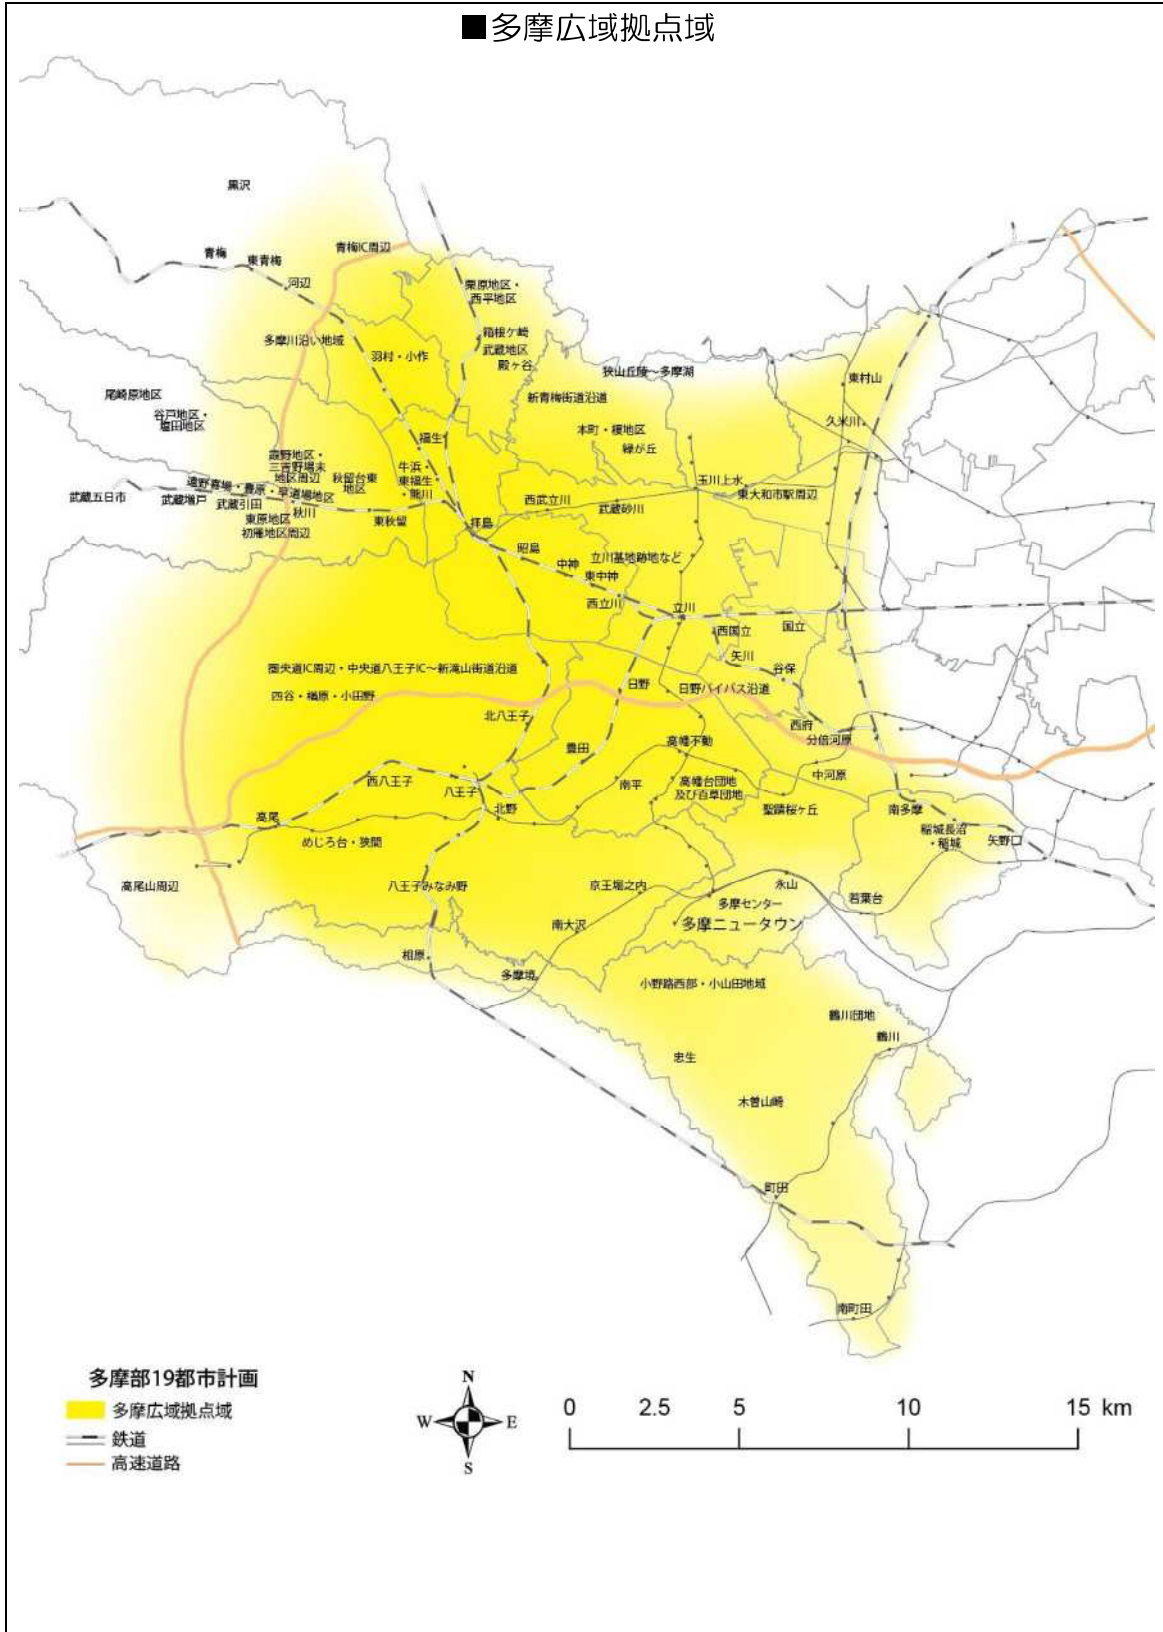 ■多摩広域拠点域
黒沢
青梅
東青梅
青梅IC周辺
河辺
栗原地区・
西平地区
多摩川沿い地域
羽村・小作
箱根ケ崎
武蔵地区
殿ヶ谷
狭山丘陵～多摩湖
東村山
尾崎原地区
谷戸地区・
塩田地区
新青梅街道沿道
本町・榎地区
緑が丘
久米川
福生
牛浜・
東福生
・熊川
三吉野場末
地区周辺
秋留台東
地区
武蔵五日市
武蔵増戸
武蔵引田
秋川
東原地区
初雁地区周辺
東秋留
拝島
西武立川
武蔵砂川
玉川上水
東大和市駅周辺
昭島
中神
東中神
立川基地跡地など
西立川
立川
西国立
国立
矢川
谷保
圏央道IC周辺・中央道八王子IC～新滝山街道沿道
四谷・楢原・小田野
日野
日野バイパス沿道
北八王子
西府
分倍河原
豊田
高幡不動
中河原
西八王子
八王子
北野
南平
高幡台団地
及び百草団地
聖蹟桜ヶ丘
南多摩
稲城長沼
・稲城
矢野口
高尾
めじろ台・狭間
高尾山周辺
八王子みなみ野
京王堀之内
永山
多摩センター
若葉台
南大沢
多摩ニュータウン
相原
多摩境
小野路西部・小山田地域
鶴川団地
鶴川
忠生
木曽山崎
町田
南町田
多摩部19都市計画
多摩広域拠点域
鉄道
高速道路
N
W
E
S
0 2.5 5 10 15 km